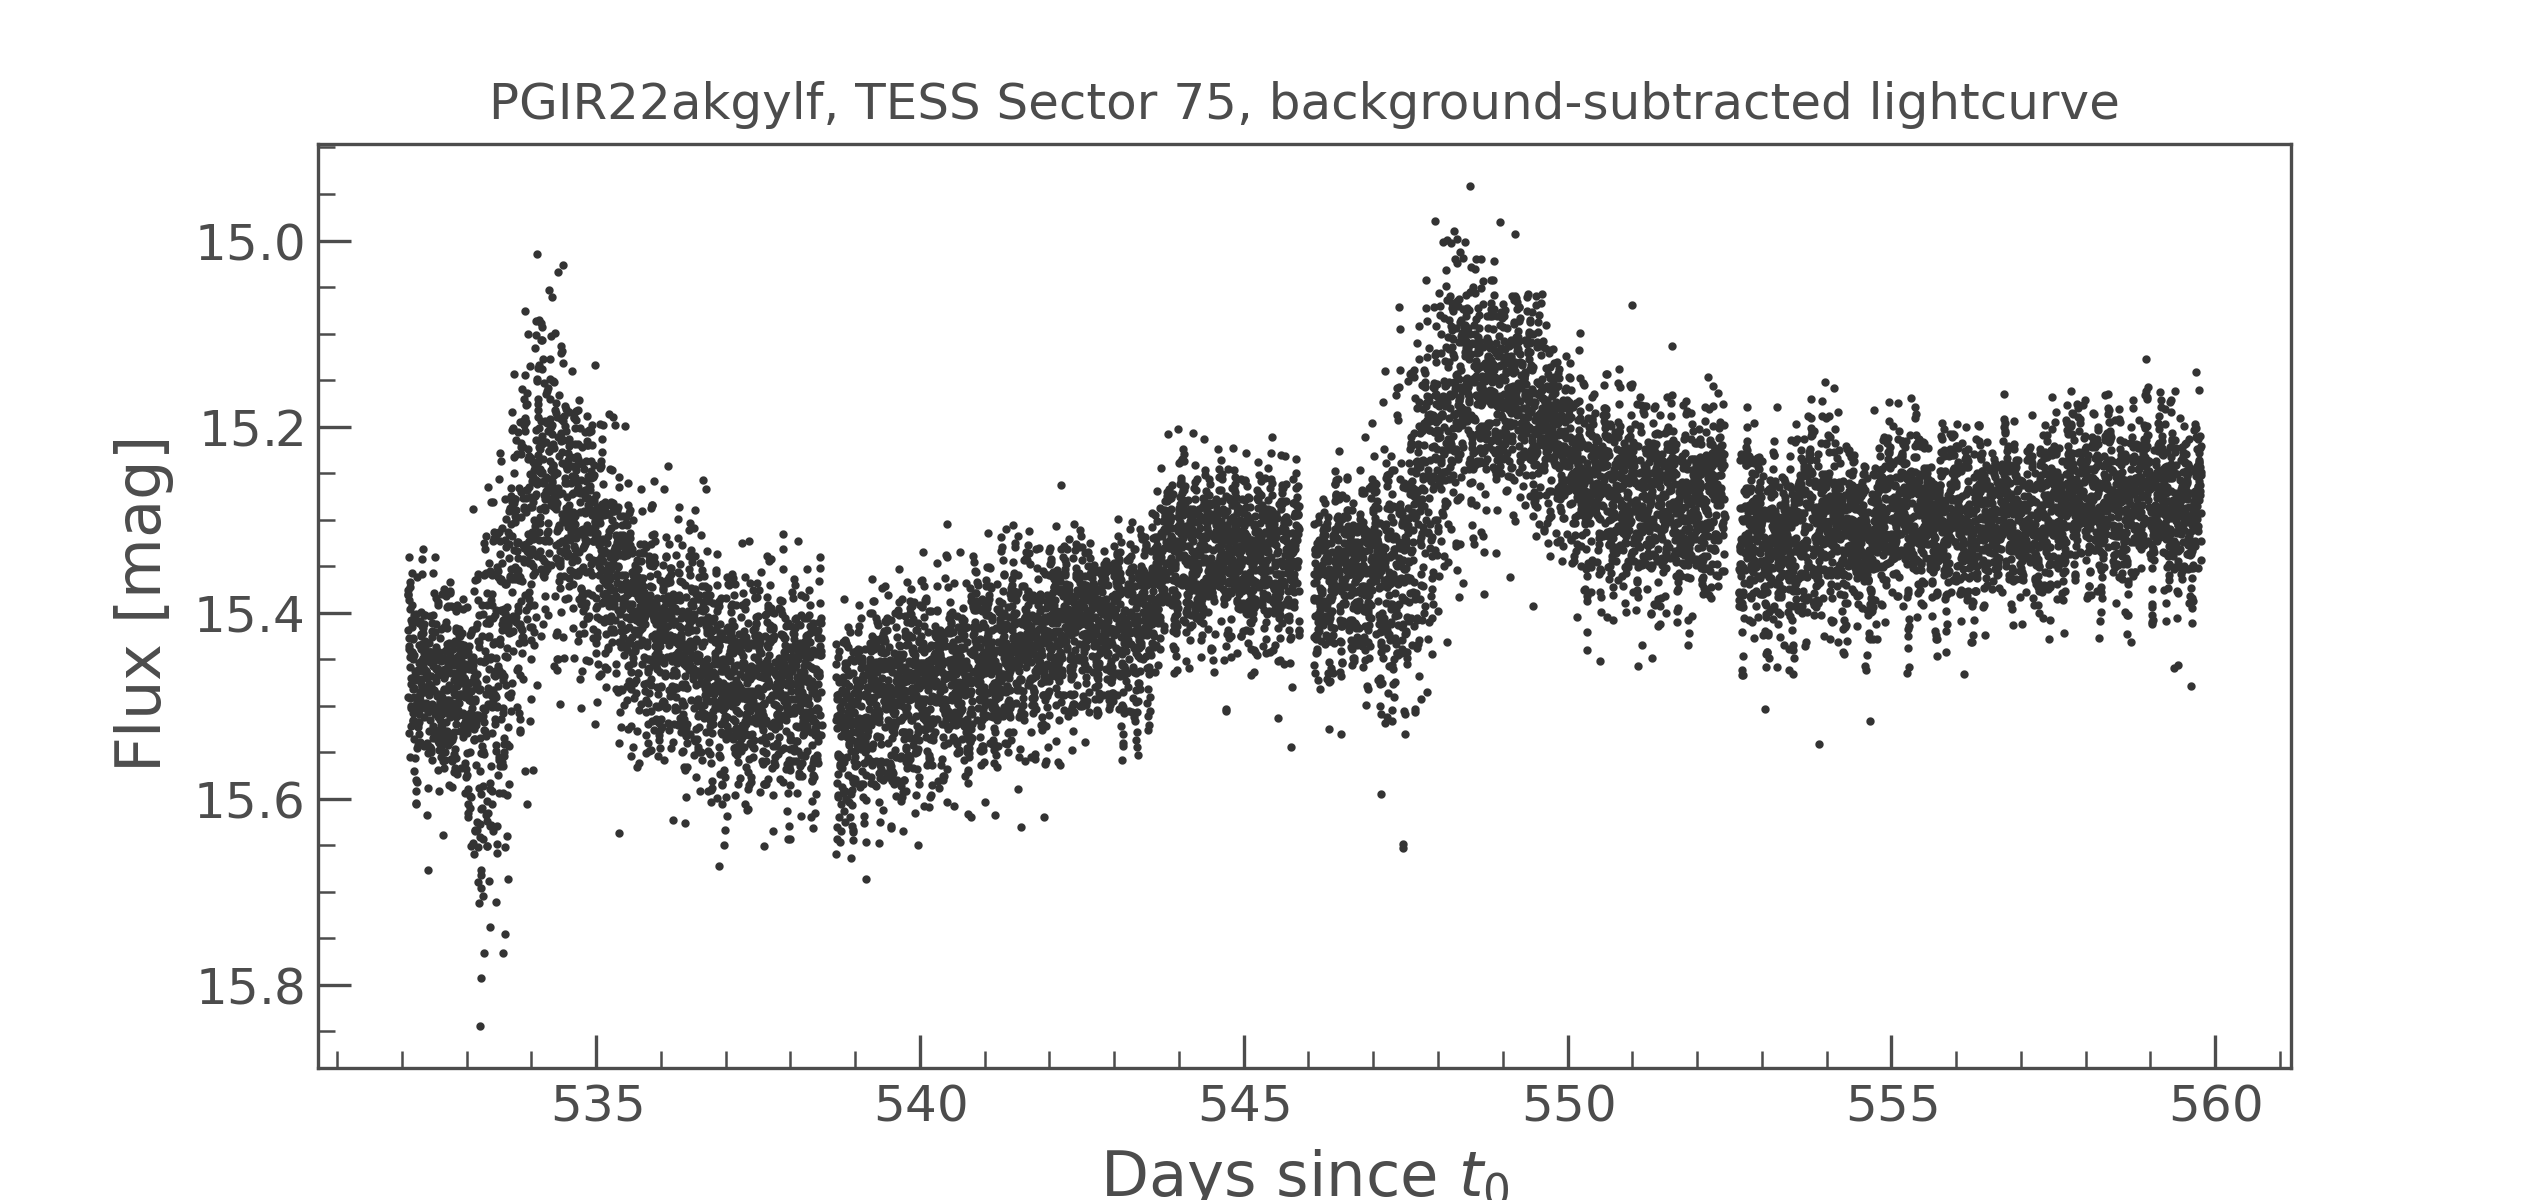 PGIR22akgylf, TESS Sector 75, background-subtracted lightcurve
Flux [mag]
15.0
15.2
15.4
15.6
15.8
535 540 545 550 555 560
Days since t₀